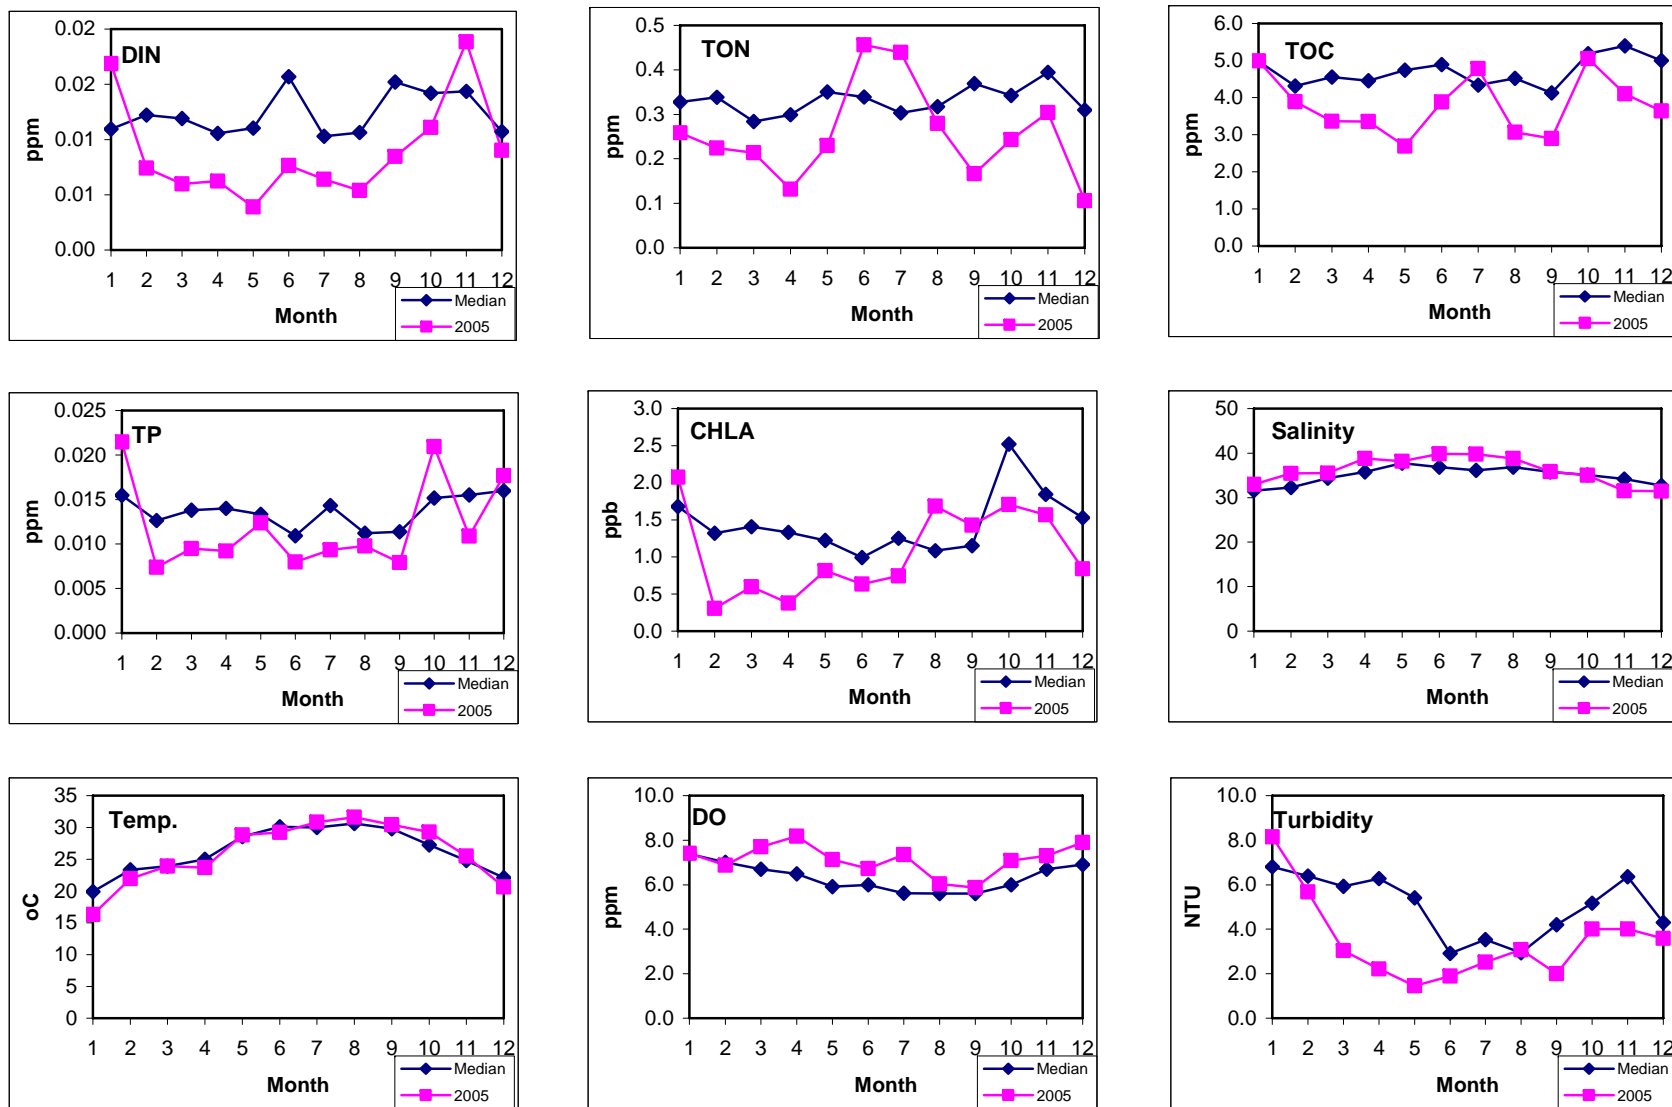 DIN
ppm
0.02
0.02
0.01
0.01
0.00
1 2 3 4 5 6 7 8 9 10 11 12
Month
Median
2005
TON
ppm
0.5
0.4
0.3
0.2
0.1
0.0
1 2 3 4 5 6 7 8 9 10 11 12
Month
Median
2005
TOC
ppm
6.0
5.0
4.0
3.0
2.0
1.0
0.0
1 2 3 4 5 6 7 8 9 10 11 12
Month
Median
2005
TP
ppm
0.025
0.020
0.015
0.010
0.005
0.000
1 2 3 4 5 6 7 8 9 10 11 12
Month
Median
2005
CHLA
ppb
3.0
2.5
2.0
1.5
1.0
0.5
0.0
1 2 3 4 5 6 7 8 9 10 11 12
Month
Median
2005
Salinity
50
40
30
20
10
0
1 2 3 4 5 6 7 8 9 10 11 12
Month
Median
2005
Temp.
oC
35
30
25
20
15
10
5
0
1 2 3 4 5 6 7 8 9 10 11 12
Month
Median
2005
DO
ppm
10.0
8.0
6.0
4.0
2.0
0.0
1 2 3 4 5 6 7 8 9 10 11 12
Month
Median
2005
Turbidity
NTU
10.0
8.0
6.0
4.0
2.0
0.0
1 2 3 4 5 6 7 8 9 10 11 12
Month
Median
2005